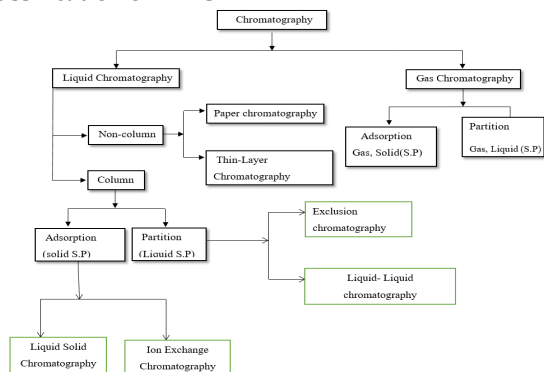 Chromatography
Liquid Chromatography
Gas Chromatography
Non-column
Paper chromatography
Thin-Layer
Chromatography
Adsorption
Gas, Solid(S.P)
Partition
Gas, Liquid (S.P)
Column
Adsorption
(solid S.P)
Partition
(Liquid S.P)
Exclusion
chromatography
Liquid- Liquid
chromatography
Liquid Solid
Chromatography
Ion Exchange
Chromatography